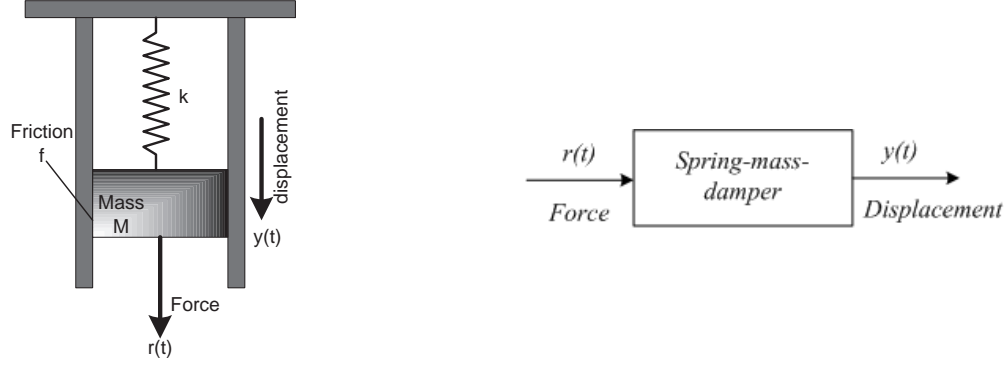 k
displacement
Friction
f
Mass
M
y(t)
Force
r(t)
r(t)
Force
Spring-mass-
damper
y(t)
Displacement